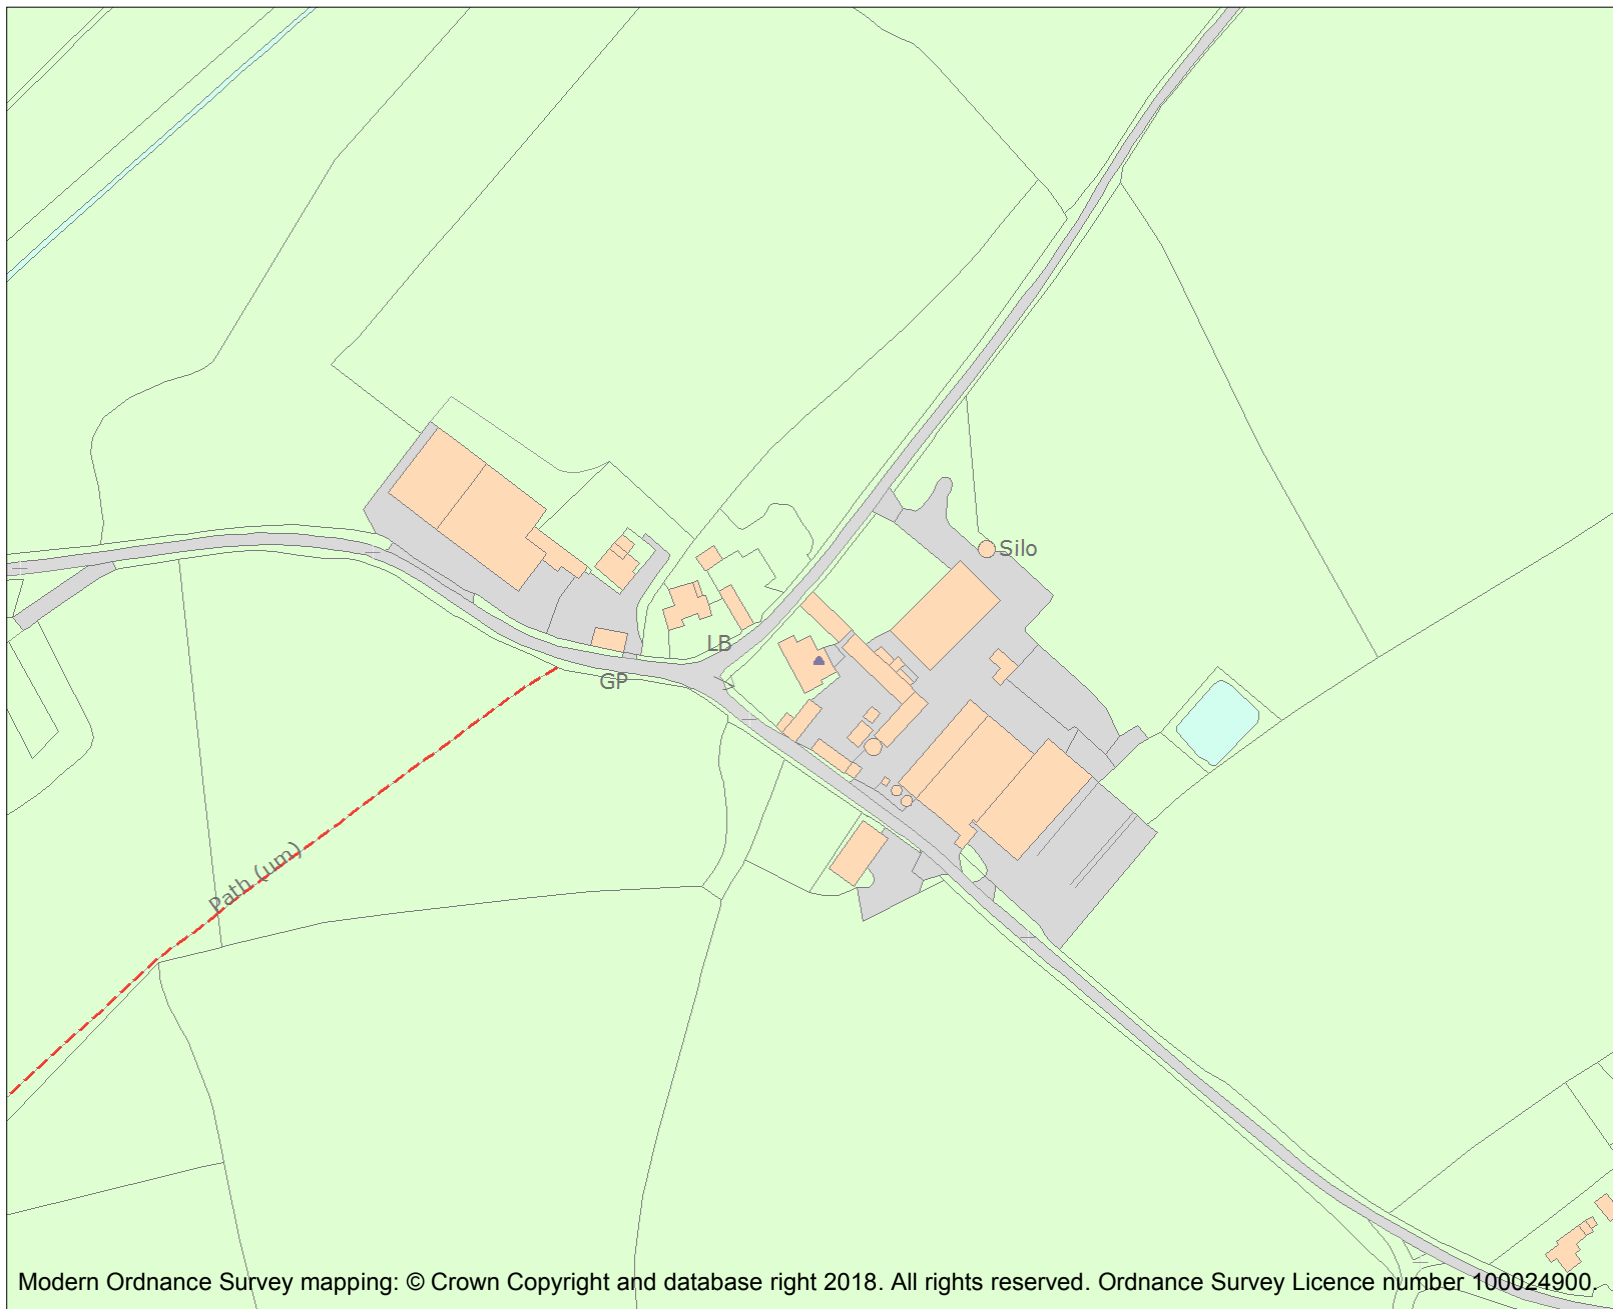 Silo
LB
GP
Path (um)
Modern Ordnance Survey mapping: © Crown Copyright and database right 2018. All rights reserved. Ordnance Survey Licence number 100024900.